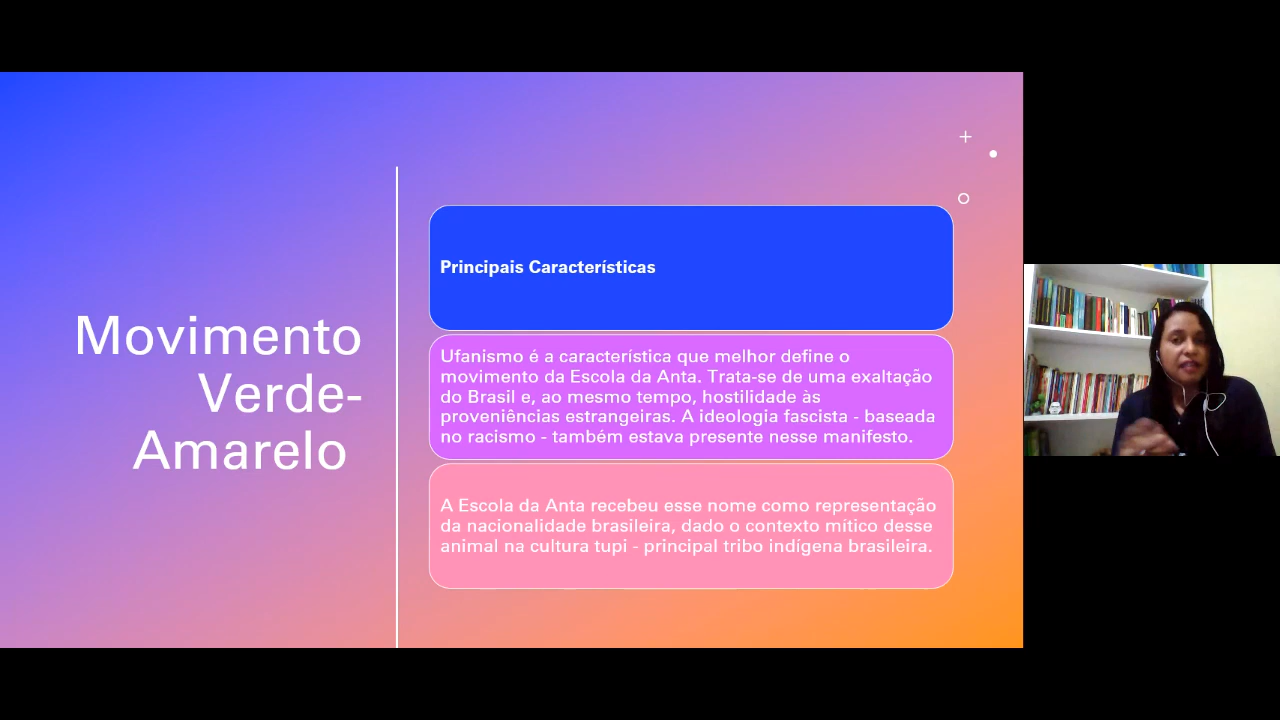 Movimento
Verde-
Amarelo
Principais Características
Ufanismo é a característica que melhor define o
movimento da Escola da Anta. Trata-se de uma exaltação
do Brasil e, ao mesmo tempo, hostilidade às
proveniências estrangeiras. A ideologia fascista - baseada
no racismo - também estava presente nesse manifesto.
A Escola da Anta recebeu esse nome como representação
da nacionalidade brasileira, dado o contexto mítico desse
animal na cultura tupi - principal tribo indígena brasileira.